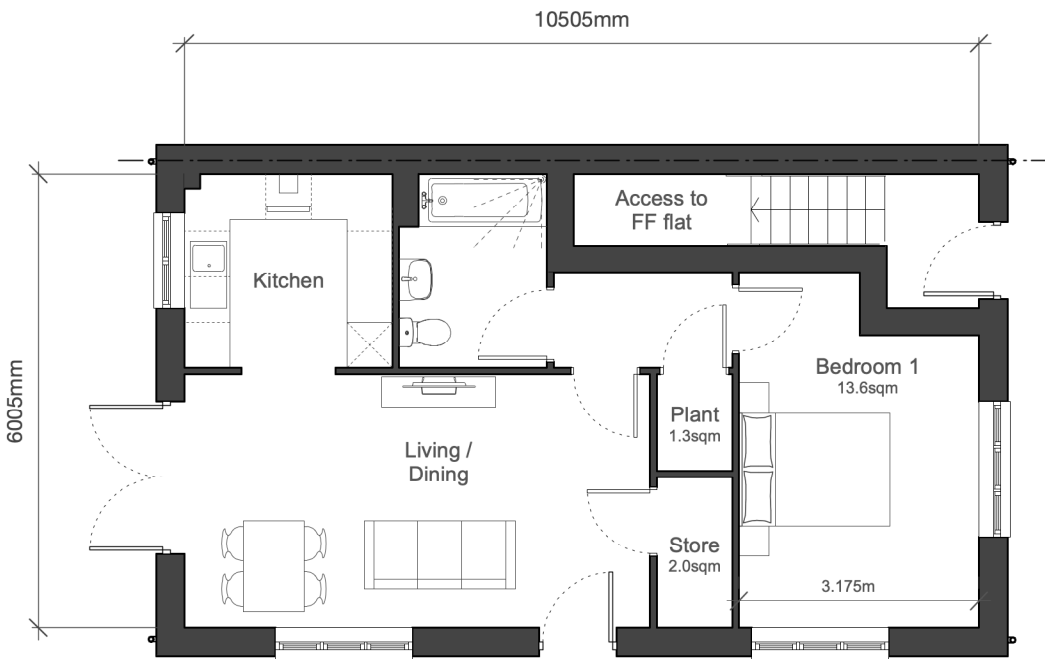 10505mm
Access to
FF flat
Kitchen
6005mm
Bedroom 1
13.6sqm
Plant
1.3sqm
Living /
Dining
Store
2.0sqm
3.175m